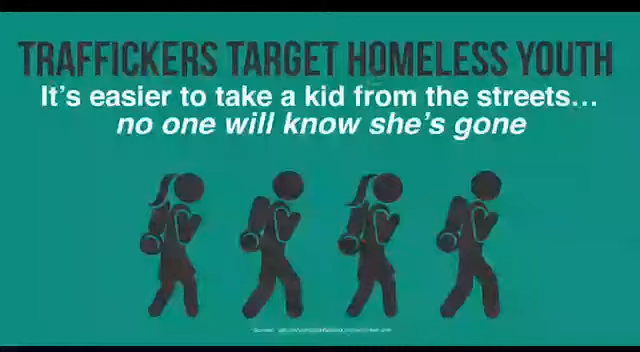 TRAFFICKERS TARGET HOMELESS YOUTH
It's easier to take a kid from the streets...
no one will know she's gone